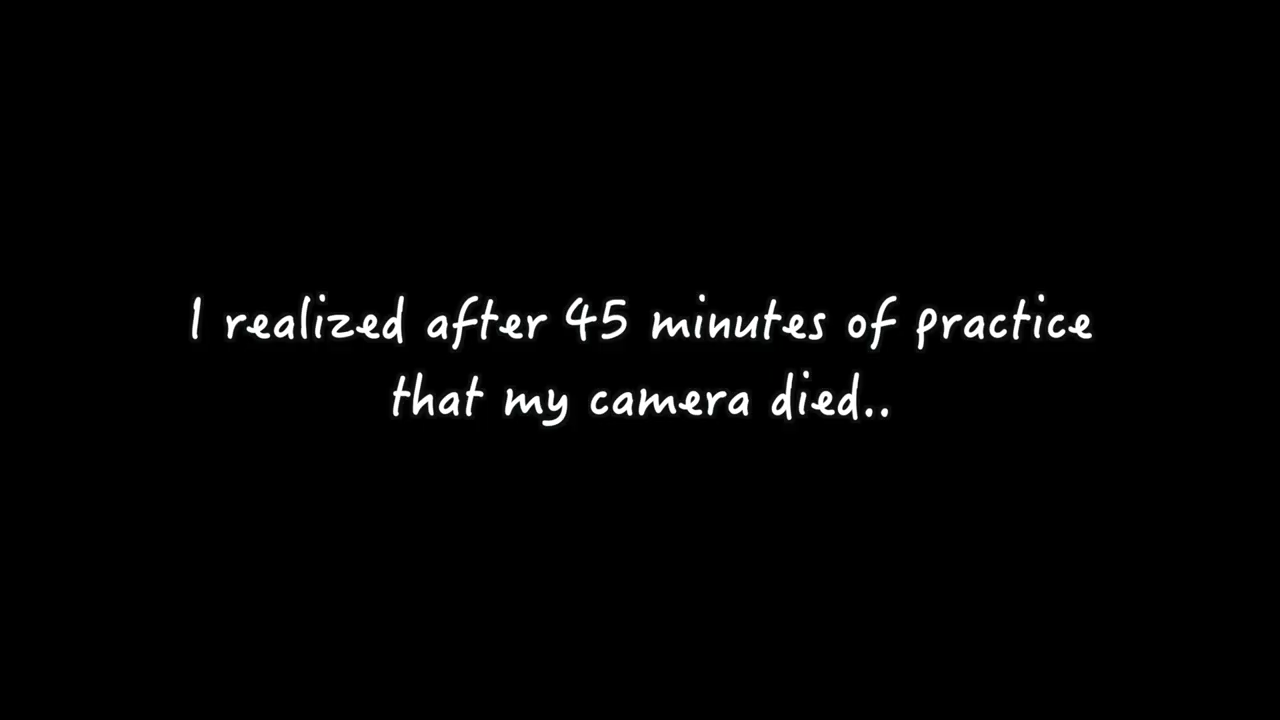 I realized after 45 minutes of practice
that my camera died..